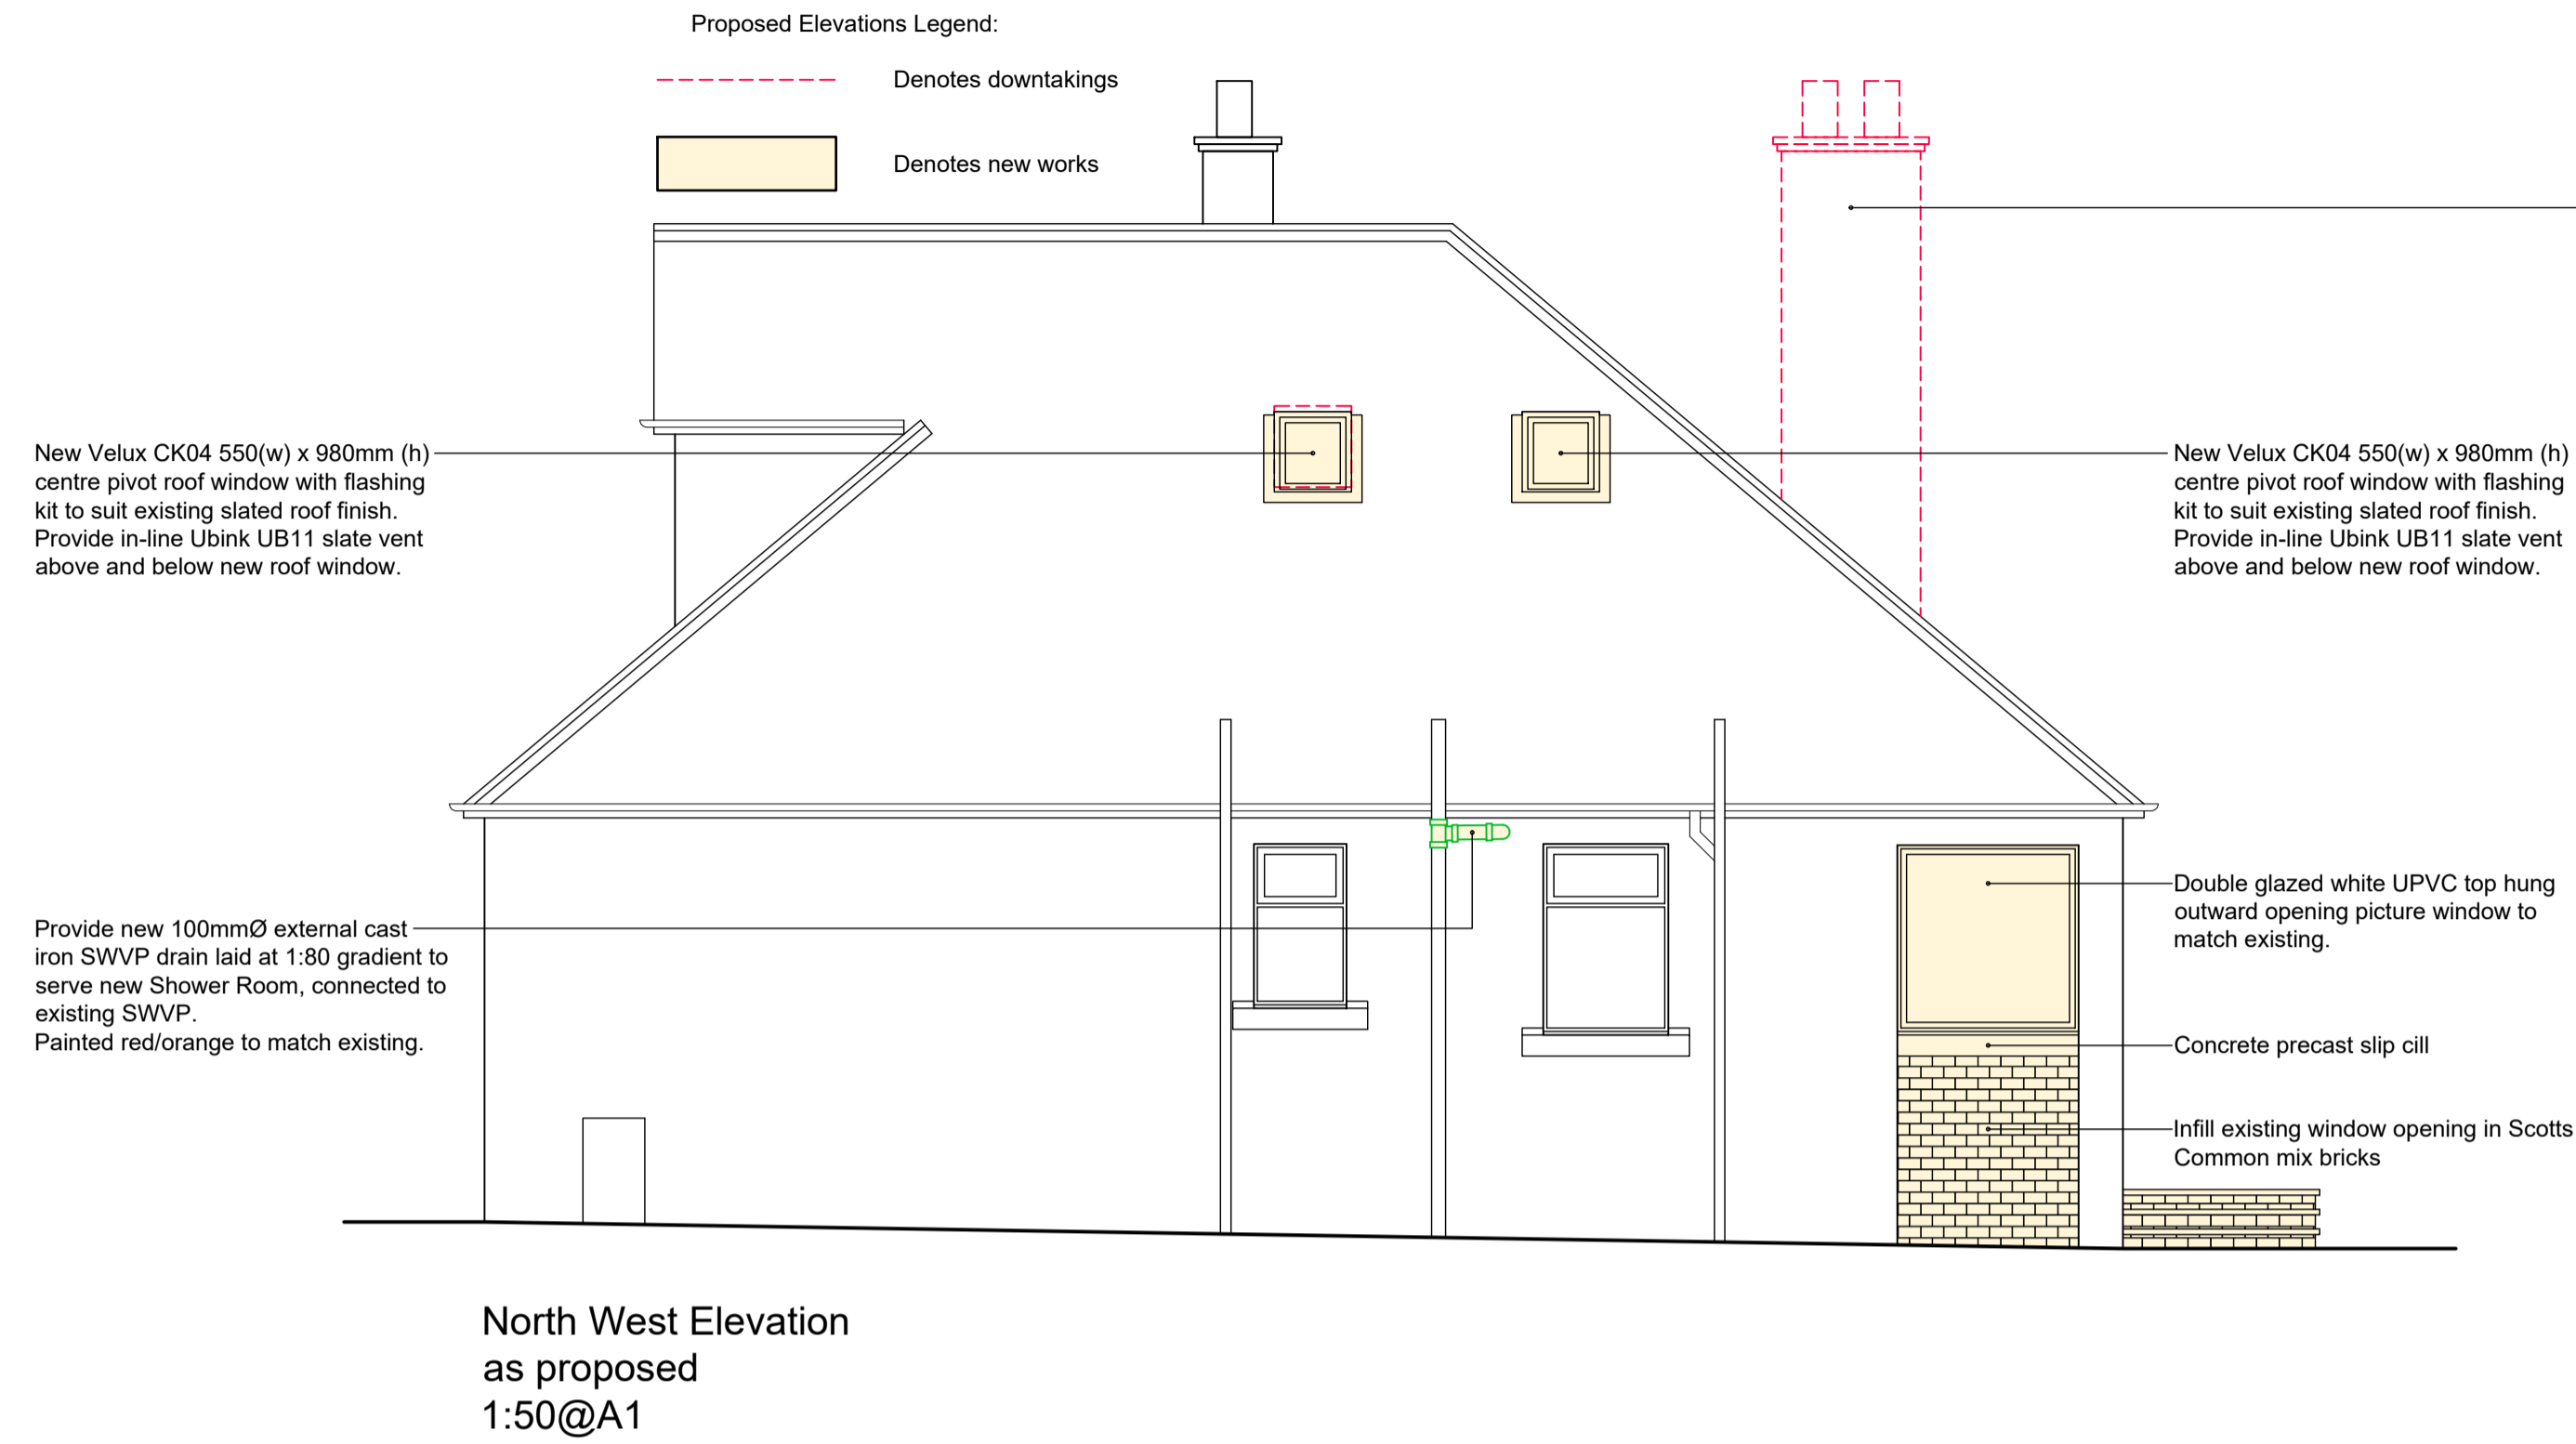 Proposed Elevations Legend:
Denotes downtakings
Denotes new works
New Velux CK04 550(w) x 980mm (h)
centre pivot roof window with flashing
kit to suit existing slated roof finish.
Provide in-line Ubink UB11 slate vent
above and below new roof window.
New Velux CK04 550(w) x 980mm (h)
centre pivot roof window with flashing
kit to suit existing slated roof finish.
Provide in-line Ubink UB11 slate vent
above and below new roof window.
Provide new 100mmØ external cast
iron SWVP drain laid at 1:80 gradient to
serve new Shower Room, connected to
existing SWVP.
Painted red/orange to match existing.
Double glazed white UPVC top hung
outward opening picture window to
match existing.
Concrete precast slip cill
Infill existing window opening in Scotts
Common mix bricks
North West Elevation
as proposed
1:50@A1